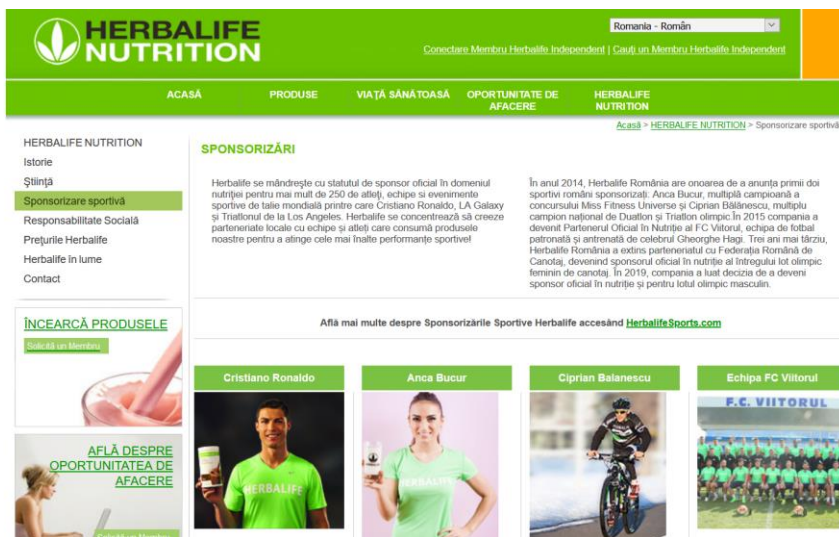 HERBALIFE
NUTRITION
Romania - Român
Conectare Membru Herbalife Independent | Cauți un Membru Herbalife Independent
ACASĂ
PRODUSE
VIAȚĂ SĂNĂTOASĂ
OPORTUNITATE DE
AFACERE
HERBALIFE
NUTRITION
Acasă > HERBALIFE NUTRITION > Sponsorizare sportivă
HERBALIFE NUTRITION
Istorie
Știință
Sponsorizare sportivă
Responsabilitate Socială
Prețurile Herbalife
Herbalife în lume
Contact
ÎNCEARCĂ PRODUSELE
Solicită un Membru
AFLĂ DESPRE
OPORTUNITATEA DE
AFACERE
Solicită un Membru
SPONSORIZĂRI
Herbalife se mândrește cu statutul de sponsor oficial în domeniul
nutriției pentru mai mult de 250 de atleți, echipe si evenimente
sportive de talie mondială printre care Cristiano Ronaldo, LA Galaxy
și Triatlonul de la Los Angeles. Herbalife se concentrează să creeze
parteneriate locale cu echipe și atleți care consumă produsele
noastre pentru a atinge cele mai înalte performanțe sportive!
În anul 2014, Herbalife România are onoarea de a anunța primii doi
sportivi români sponsorizați: Anca Bucur, multiplă campioană a
concursului Miss Fitness Universe și Ciprian Bălănescu, multiplu
campion național de Duatlon și Triatlon olimpic.În 2015 compania a
devenit Partenerul Oficial în Nutriție al FC Viitorul, echipa de fotbal
patronată și antrenată de celebrul Gheorghe Hagi. Trei ani mai târziu,
Herbalife România a extins parteneriatul cu Federația Română de
Canotaj, devenind sponsorul oficial în nutriție al întregului lot olimpic
feminin de canotaj. În 2019, compania a luat decizia de a deveni
sponsor oficial în nutriție și pentru lotul olimpic masculin.
Află mai multe despre Sponsorizările Sportive Herbalife accesând HerbalifeSports.com
Cristiano Ronaldo
Anca Bucur
Ciprian Balanescu
Echipa FC Viitorul
HERBALIFE
HERBALIFE
F.C. VIITORUL